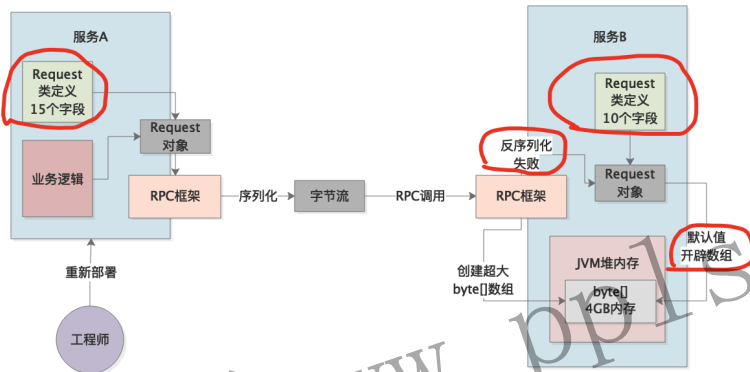 服务A
Request
类定义
15个字段
Request
对象
业务逻辑
RPC框架
序列化
字节流
RPC调用
重新部署
工程师
服务B
Request
类定义
10个字段
反序列化
失败
Request
对象
RPC框架
默认值
开辟数组
创建超大
byte[]数组
JVM堆内存
byte[]
4GB内存